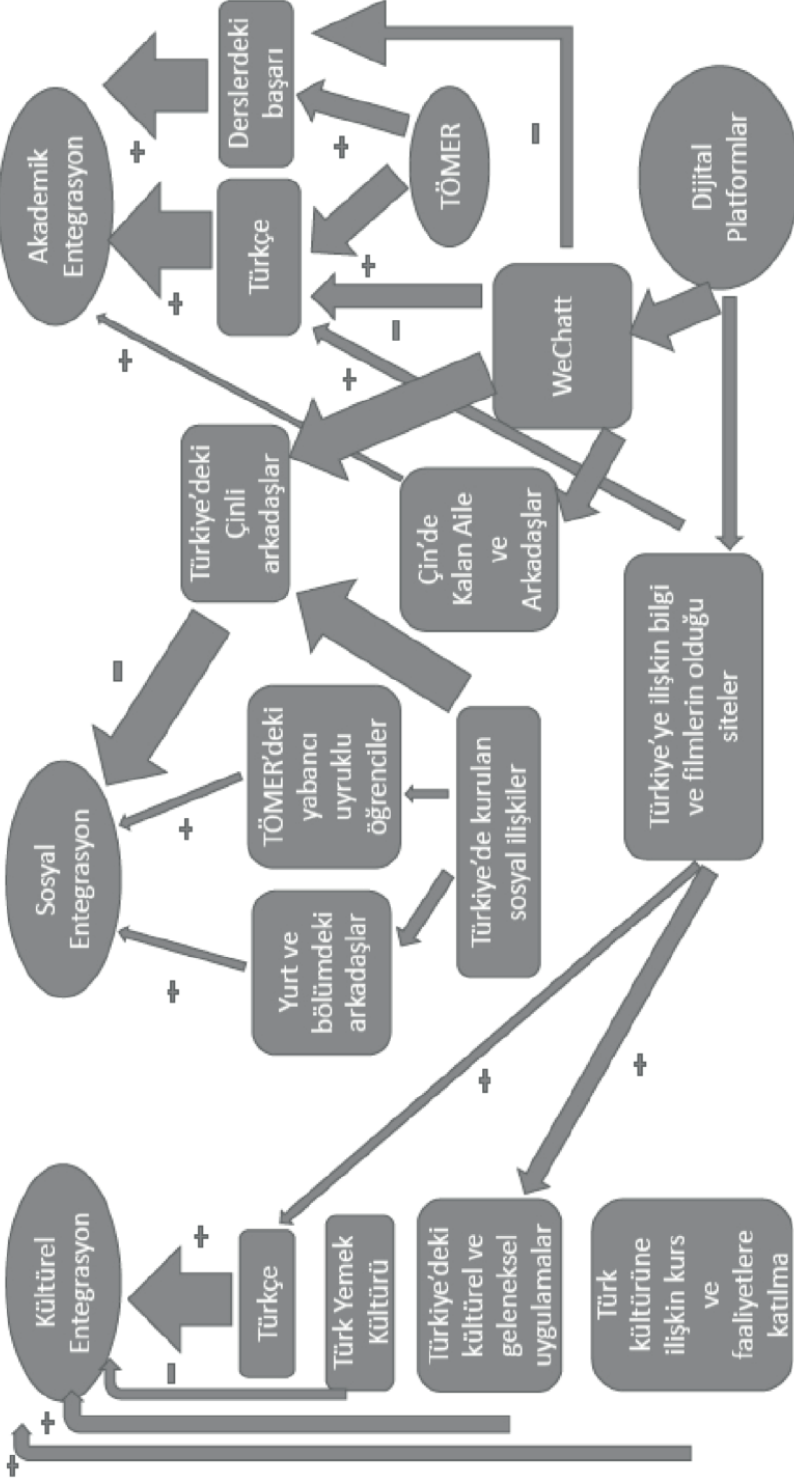 Kültürel
Entegrasyon
+
+
+
−
Türkçe
Türk Yemek
Kültürü
Türkiye'deki
kültürel ve
geleneksel
uygulamalar
Türk
kültürüne
ilişkin kurs
ve
faaliyetlere
katılma
+
+
Sosyal
Entegrasyon
+
+
−
Yurt ve
bölümdeki
arkadaşlar
TÖMER'deki
yabancı
uyruklu
öğrenciler
Türkiye'de kurulan
sosyal ilişkiler
Türkiye'deki
Çinli
arkadaşlar
Çin'de
Kalan Aile
ve
Arkadaşlar
Türkiye'ye ilişkin bilgi
ve filmlerin olduğu
siteler
Akademik
Entegrasyon
+
+
+
Türkçe
Derslerdeki
başarı
+
+
−
+
−
TÖMER
WeChatt
Dijital
Platformlar